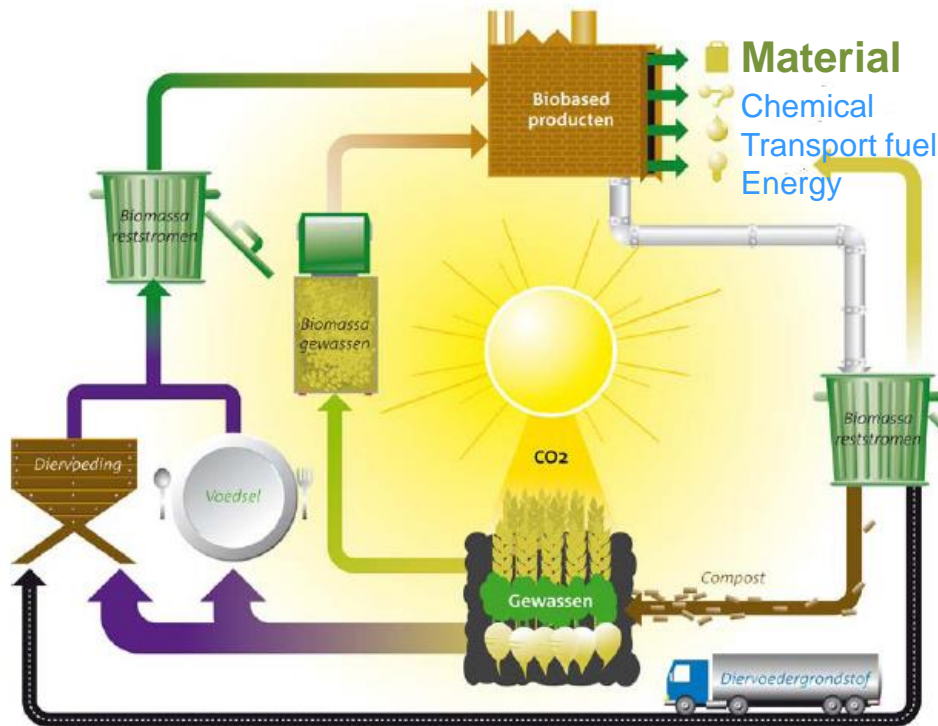 Material
Biobased
producten
Chemical
Transport fuel
Energy
Biomassa
reststromen
Biomassa
gewassen
Biomassa
reststromen
Diervoeding
Voedsel
CO2
Compost
Gewassen
Diervoedergrondstof